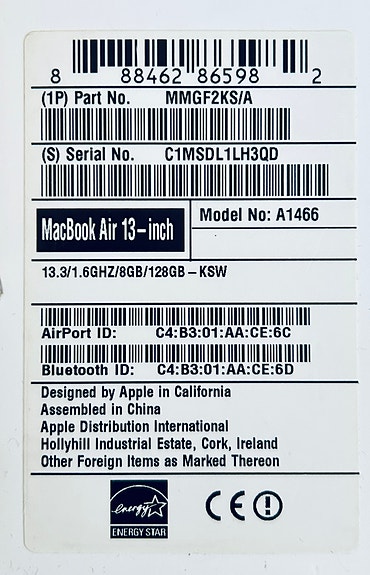 8 88462 86598 2
(1P) Part No. MMGF2KS/A
(S) Serial No. C1MSDL1LH3QD
MacBook Air 13-inch
Model No: A1466
13.3/1.6GHZ/8GB/128GB-KSW
AirPort ID: C4:B3:01:AA:CE:6C
Bluetooth ID: C4:B3:01:AA:CE:6D
Designed by Apple in California
Assembled in China
Apple Distribution International
Hollyhill Industrial Estate, Cork, Ireland
Other Foreign Items as Marked Thereon
energy
ENERGY STAR
CE